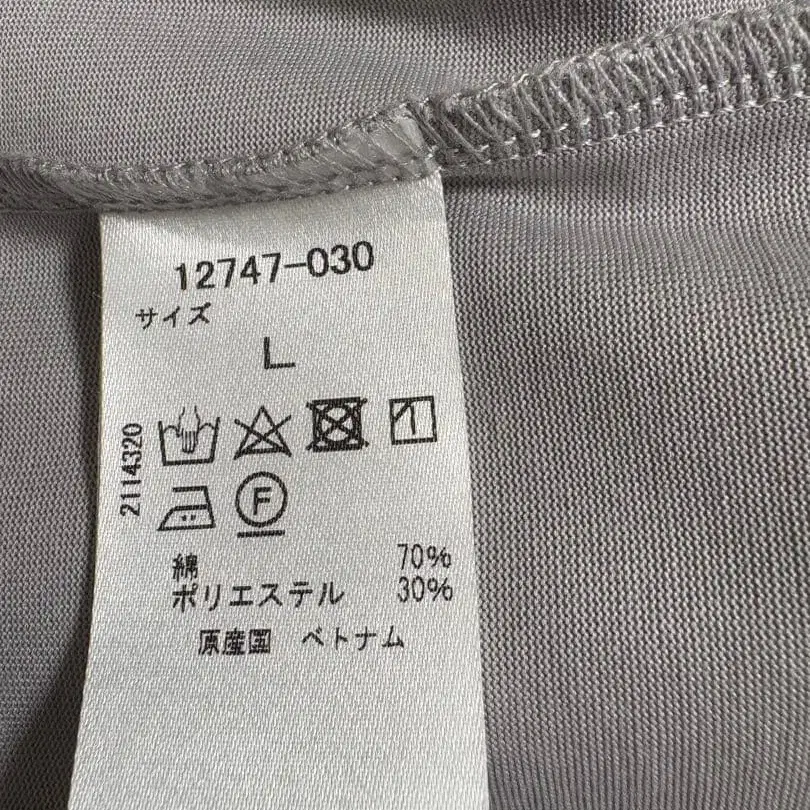 12747-030
サイズ
L
2114320
F
綿 70%
ポリエステル 30%
原産国 ベトナム